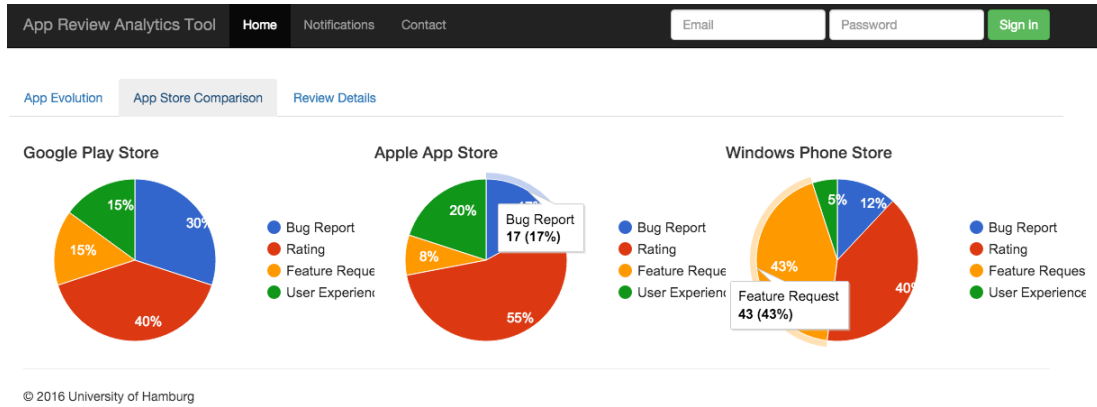 App Review Analytics Tool Home Notifications Contact Email Password Sign in
App Evolution App Store Comparison Review Details
Google Play Store
15%
30%
15%
40%
Bug Report
Rating
Feature Reque
User Experienc
Apple App Store
20%
17%
8%
55%
Bug Report
17 (17%)
Bug Report
Rating
Feature Reque
User Experienc
Windows Phone Store
5%
12%
43%
40%
Feature Request
43 (43%)
Bug Report
Rating
Feature Reques
User Experience
© 2016 University of Hamburg